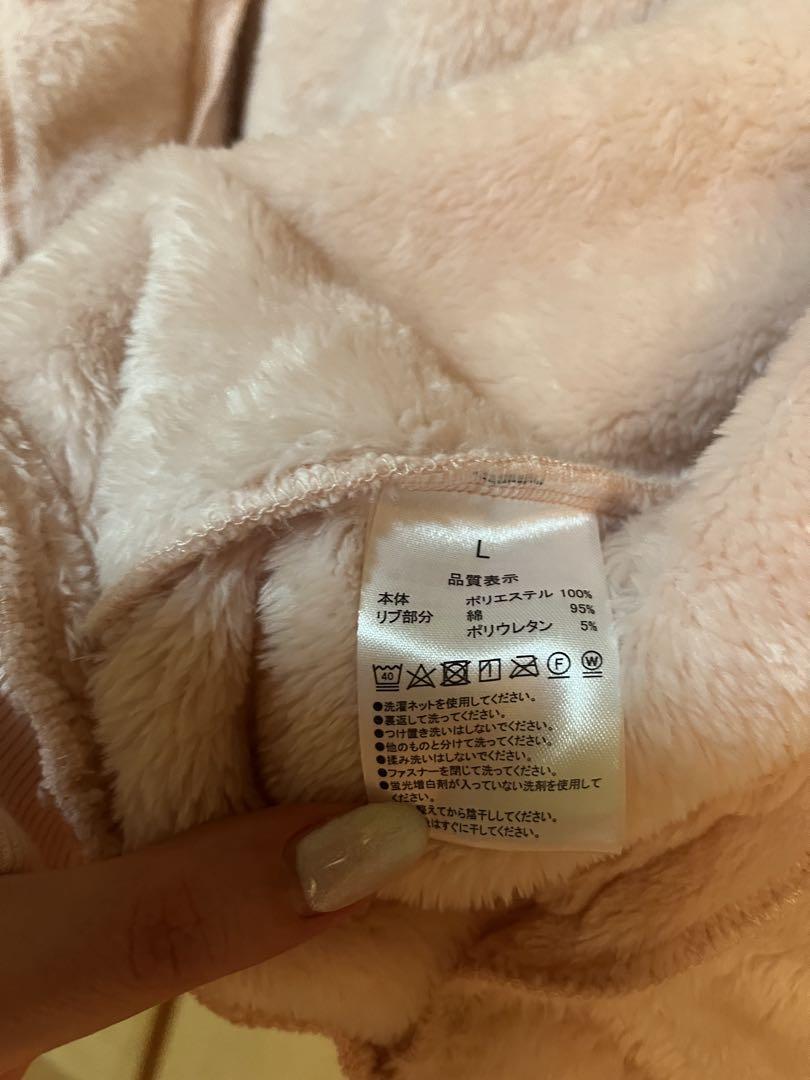 L
品質表示
本体 ポリエステル 100%
リブ部分 綿 95%
ポリウレタン 5%
40 F W
●洗濯ネットを使用してください。
●裏返して洗ってください。
●つけ置き洗いはしないでください。
●他のものと分けて洗ってください。
●揉み洗いはしないでください。
●ファスナーを閉じて洗ってください。
●蛍光増白剤が入っていない洗剤を使用して
ください。
整えてから陰干ししてください。
はすぐに干してください。